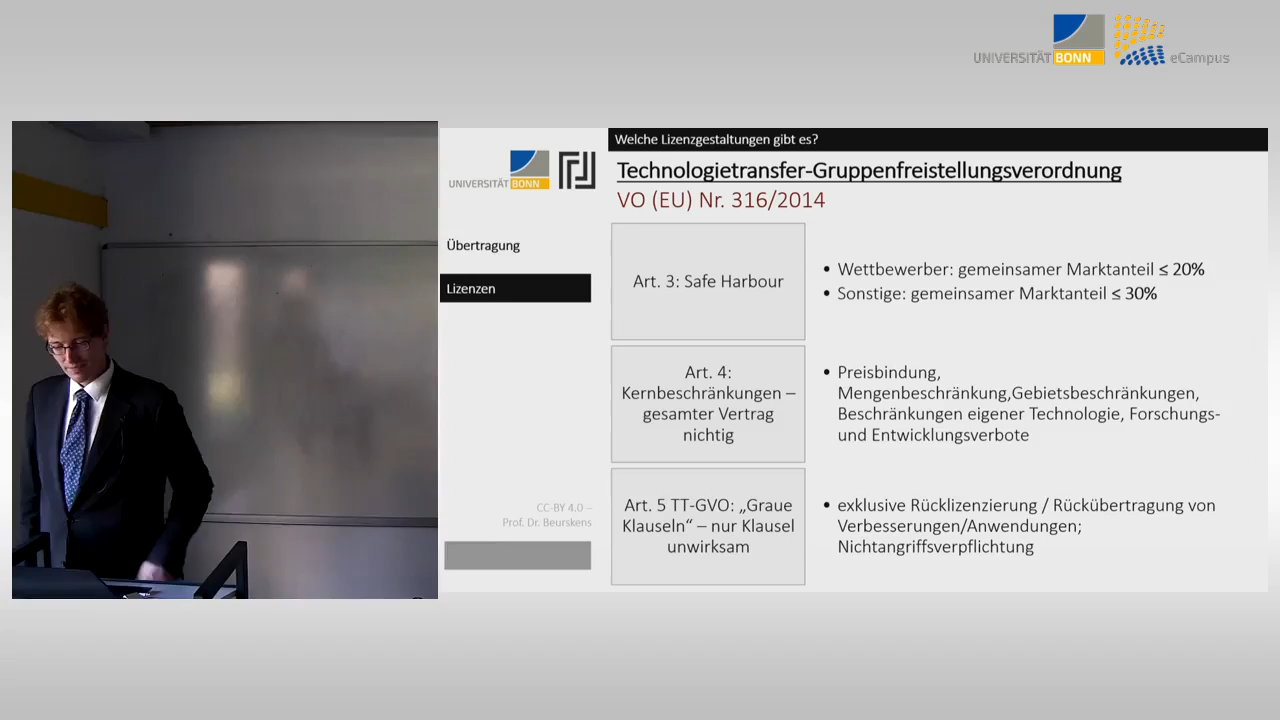 UNIVERSITÄT BONN eCampus
Welche Lizenzgestaltungen gibt es?
UNIVERSITÄT BONN
Technologietransfer-Gruppenfreistellungsverordnung
VO (EU) Nr. 316/2014
Übertragung
Lizenzen
Art. 3: Safe Harbour
• Wettbewerber: gemeinsamer Marktanteil ≤ 20%
• Sonstige: gemeinsamer Marktanteil ≤ 30%
Art. 4:
Kernbeschränkungen –
gesamter Vertrag
nichtig
• Preisbindung,
Mengenbeschränkung,Gebietsbeschränkungen,
Beschränkungen eigener Technologie, Forschungs-
und Entwicklungsverbote
Art. 5 TT-GVO: „Graue
Klauseln“ – nur Klausel
unwirksam
• exklusive Rücklizenzierung / Rückübertragung von
Verbesserungen/Anwendungen;
Nichtangriffsverpflichtung
CC-BY 4.0 –
Prof. Dr. Beurskens